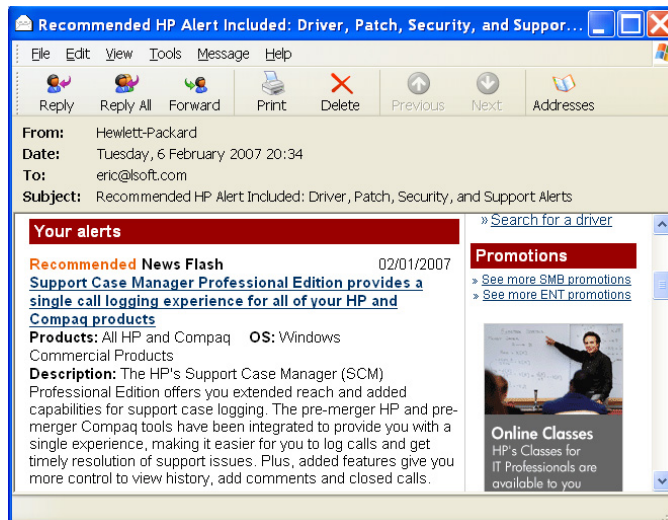 Recommended HP Alert Included: Driver, Patch, Security, and Suppor...
File Edit View Tools Message Help
Reply Reply All Forward Print Delete Previous Next Addresses
From: Hewlett-Packard
Date: Tuesday, 6 February 2007 20:34
To: eric@lsoft.com
Subject: Recommended HP Alert Included: Driver, Patch, Security, and Support Alerts
Your alerts
Recommended News Flash 02/01/2007
Support Case Manager Professional Edition provides a
single call logging experience for all of your HP and
Compaq products
Products: All HP and Compaq OS: Windows
Commercial Products
Description: The HP's Support Case Manager (SCM)
Professional Edition offers you extended reach and added
capabilities for support case logging. The pre-merger HP and pre-
merger Compaq tools have been integrated to provide you with a
single experience, making it easier for you to log calls and get
timely resolution of support issues. Plus, added features give you
more control to view history, add comments and closed calls.
» Search for a driver
Promotions
» See more SMB promotions
» See more ENT promotions
Online Classes
HP's Classes for
IT Professionals are
available to you